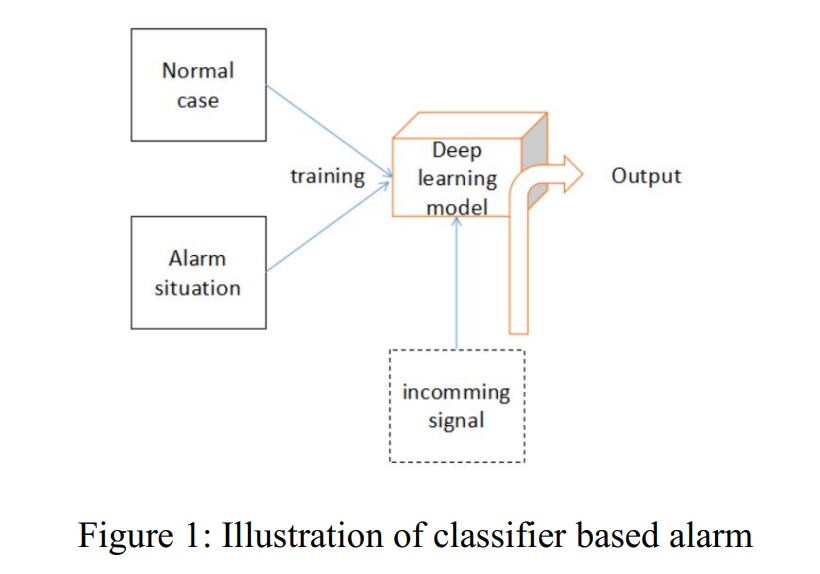 Normal
case
training
Deep
learning
model
Output
Alarm
situation
incomming
signal
Figure 1: Illustration of classifier based alarm